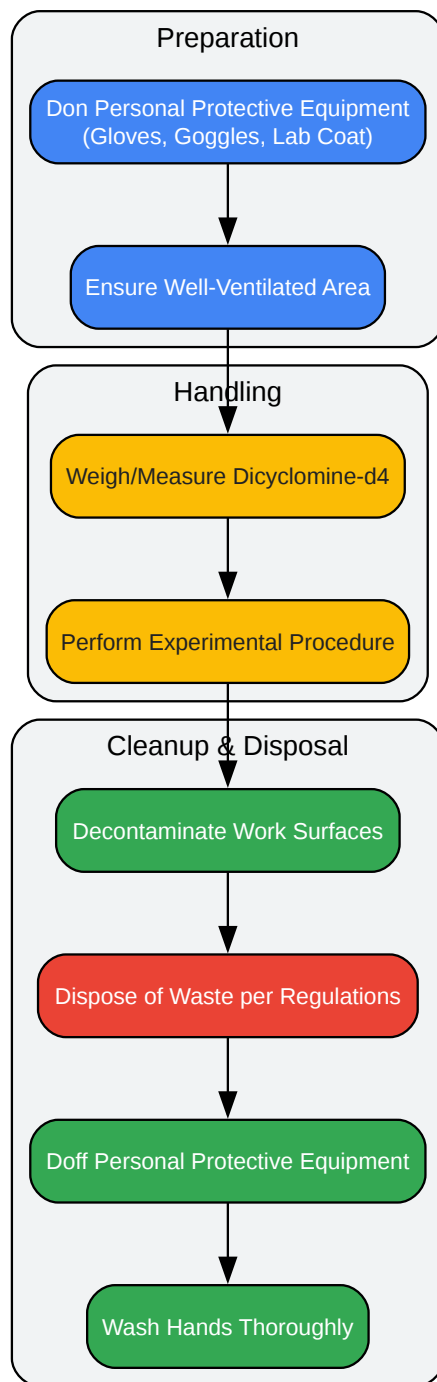 Preparation
Don Personal Protective Equipment
(Gloves, Goggles, Lab Coat)
Ensure Well-Ventilated Area
Handling
Weigh/Measure Dicyclomine-d4
Perform Experimental Procedure
Cleanup & Disposal
Decontaminate Work Surfaces
Dispose of Waste per Regulations
Doff Personal Protective Equipment
Wash Hands Thoroughly